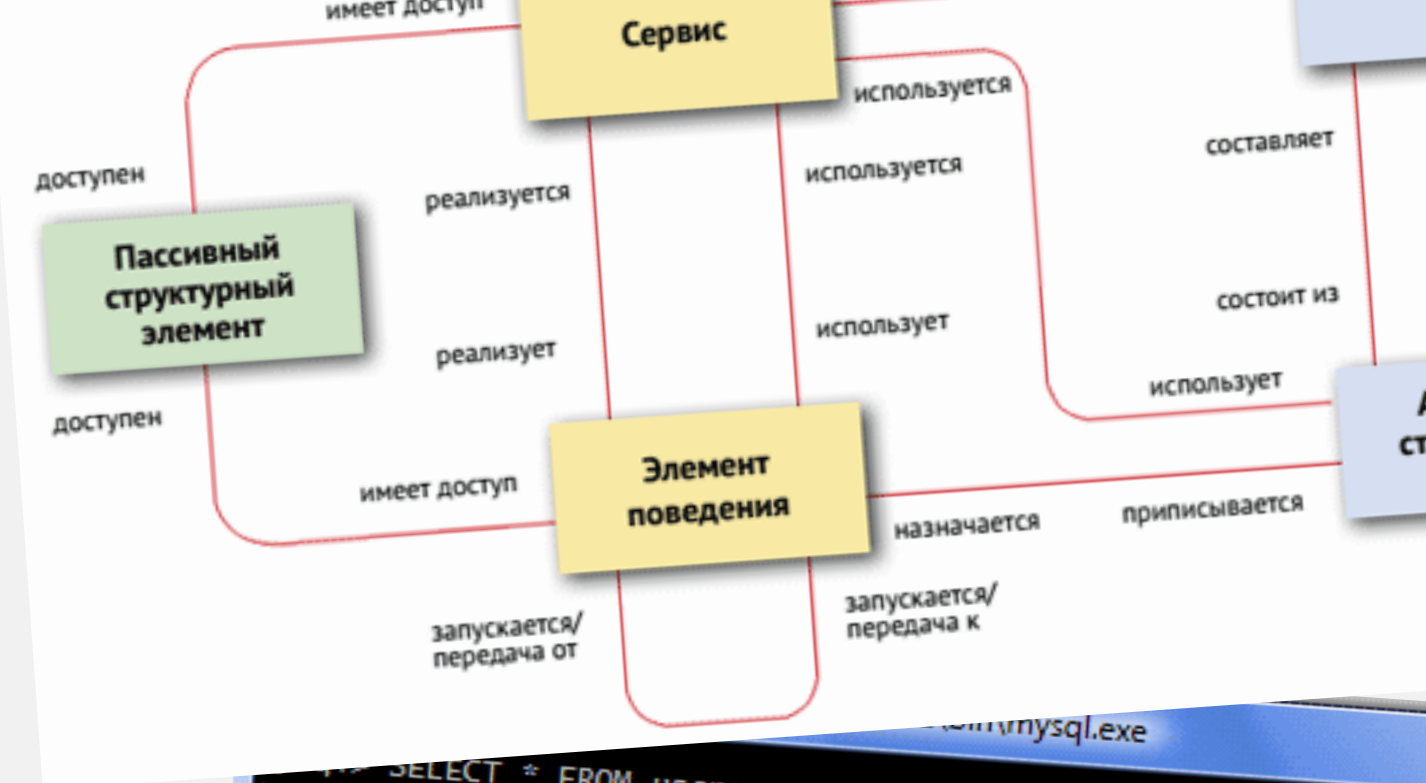 имеет доступ
Сервис
используется
составляет
доступен
реализуется
используется
Пассивный
структурный
элемент
состоит из
реализует
использует
использует
доступен
Элемент
поведения
имеет доступ
назначается
приписывается
запускается/
передача от
запускается/
передача к
\bin\mysql.exe
SELECT * FROM